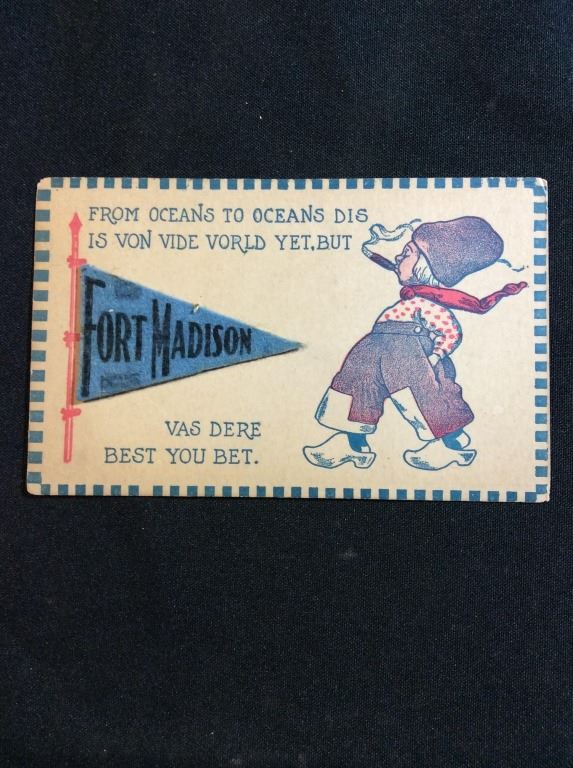 FROM OCEANS TO OCEANS DIS
IS VON VIDE VORLD YET, BUT
FORT MADISON
VAS DERE
BEST YOU BET.